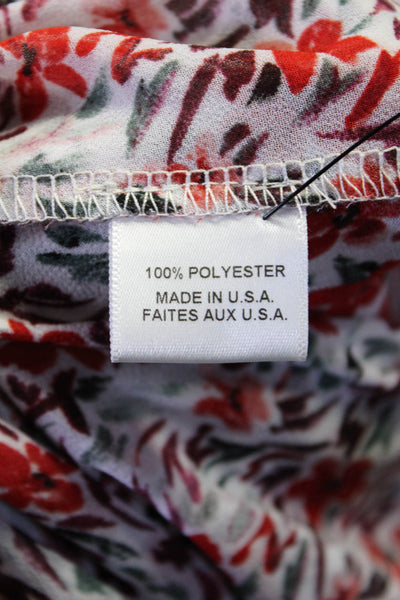 100% POLYESTER
MADE IN U.S.A.
FAITES AUX U.S.A.